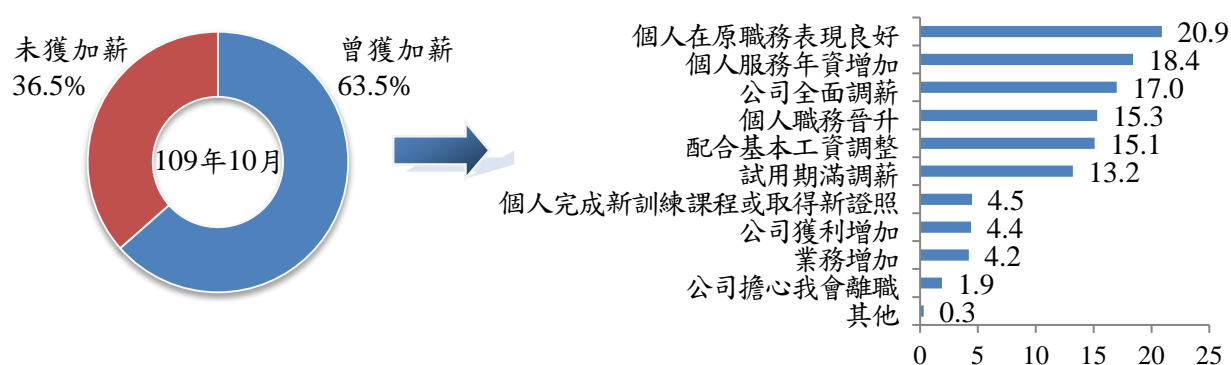 未獲加薪
36.5%
曾獲加薪
63.5%
109年10月
個人在原職務表現良好 20.9
個人服務年資增加 18.4
公司全面調薪 17.0
個人職務晉升 15.3
配合基本工資調整 15.1
試用期滿調薪 13.2
個人完成新訓練課程或取得新證照 4.5
公司獲利增加 4.4
業務增加 4.2
公司擔心我會離職 1.9
其他 0.3
0 5 10 15 20 25